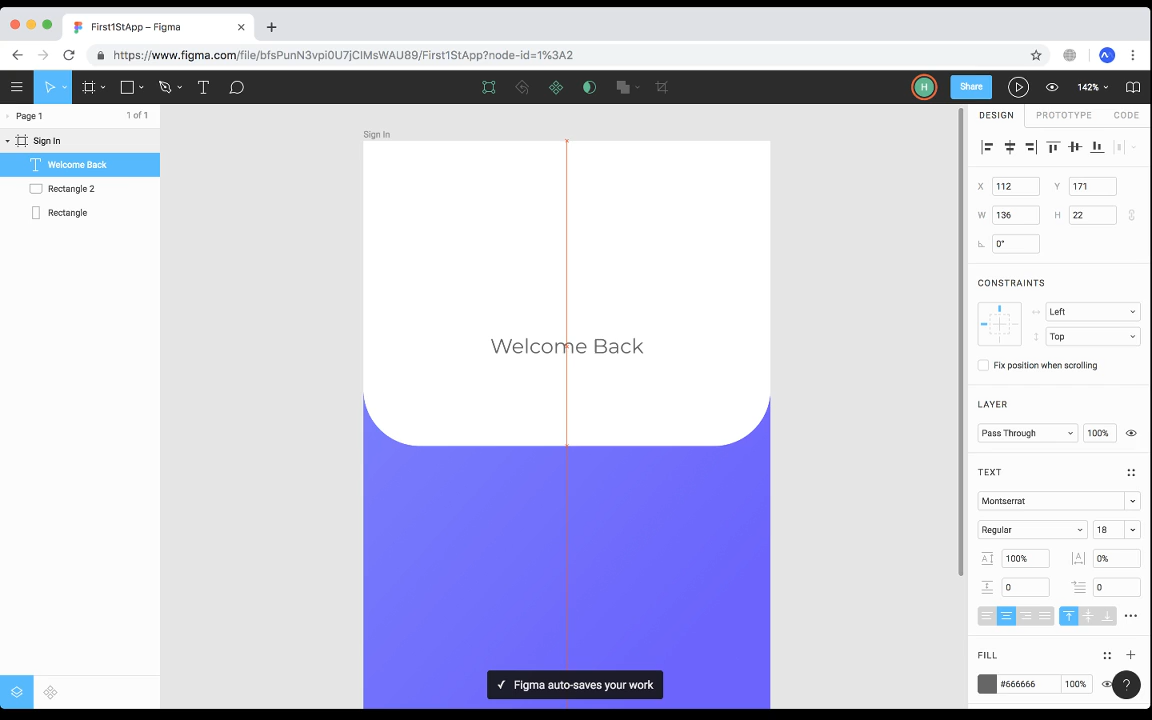 First1StApp – Figma
https://www.figma.com/file/bfsPunN3vpi0U7jClMsWAU89/First1StApp?node-id=1%3A2
H
Share
142%
Page 1
1 of 1
DESIGN
PROTOTYPE
CODE
Sign In
Welcome Back
Rectangle 2
Rectangle
Sign In
Welcome Back
Figma auto-saves your work
X 112 Y 171
W 136 H 22
0°
CONSTRAINTS
Left
Top
Fix position when scrolling
LAYER
Pass Through 100%
TEXT
Montserrat
Regular 18
100% 0%
0 0
FILL
#666666 100%
?